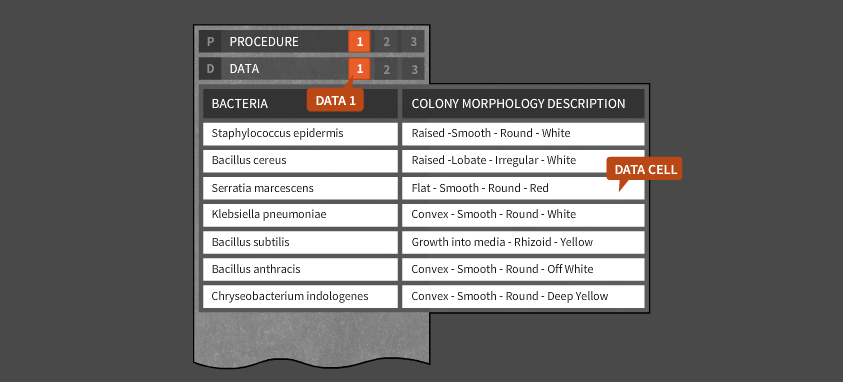 P PROCEDURE 1 2 3
D DATA 1 2 3
DATA 1
BACTERIA COLONY MORPHOLOGY DESCRIPTION
Staphylococcus epidermis Raised -Smooth - Round - White
Bacillus cereus Raised -Lobate - Irregular - White
DATA CELL
Serratia marcescens Flat - Smooth - Round - Red
Klebsiella pneumoniae Convex - Smooth - Round - White
Bacillus subtilis Growth into media - Rhizoid - Yellow
Bacillus anthracis Convex - Smooth - Round - Off White
Chryseobacterium indologenes Convex - Smooth - Round - Deep Yellow